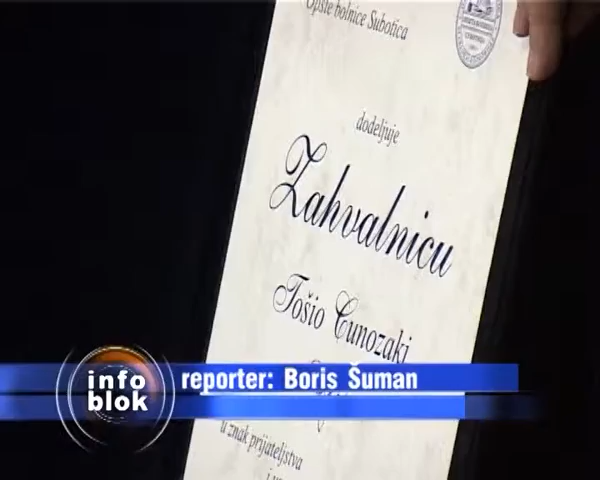 Opšte bolnice Subotica
dodeljuje
Zahvalnicu
Tošio Cunozaki
u znak prijateljstva
info
blok
reporter: Boris Šuman